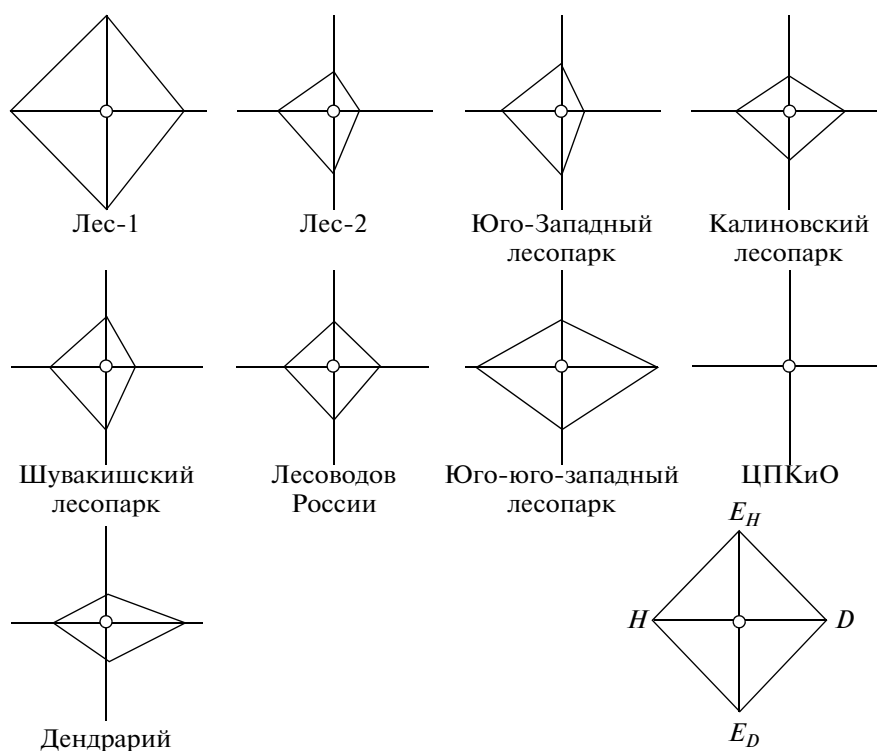 Лес-1
Лес-2
Юго-Западный
лесопарк
Калиновский
лесопарк
Шувакишский
лесопарк
Лесоводов
России
Юго-юго-западный
лесопарк
ЦПКиО
E_H
H
D
E_D
Дендрарий